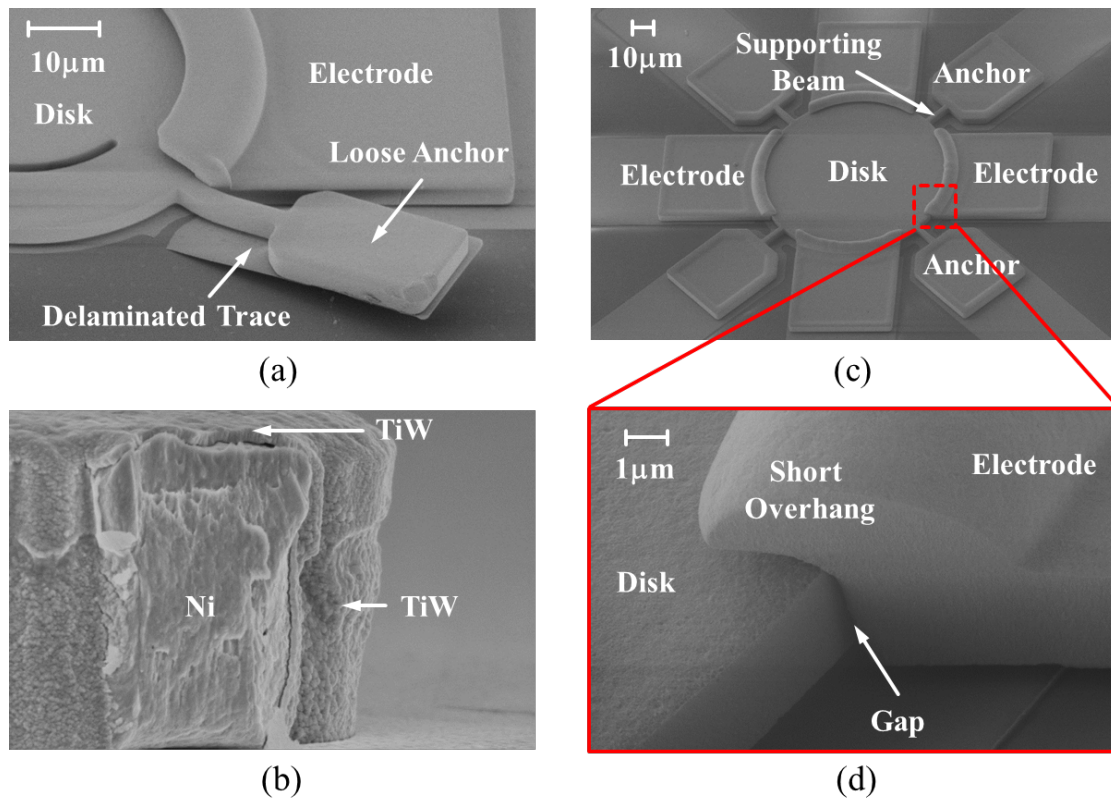 10μm
Disk
Electrode
Loose Anchor
Delaminated Trace
(a)
TiW
Ni
TiW
(b)
10μm
Supporting
Beam
Anchor
Electrode
Disk
Electrode
Anchor
(c)
1μm
Short
Overhang
Electrode
Disk
Gap
(d)